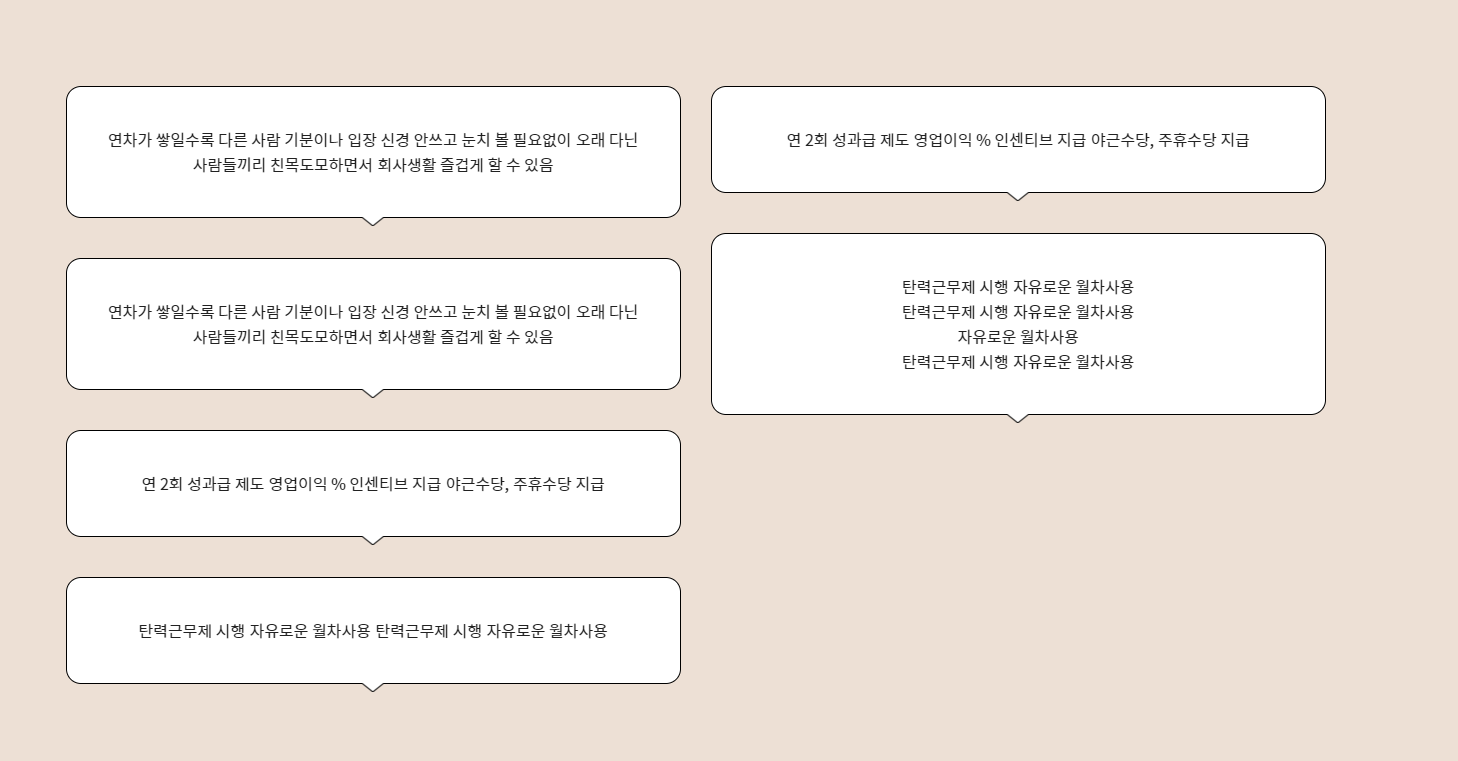 연차가 쌓일수록 다른 사람 기분이나 입장 신경 안쓰고 눈치 볼 필요없이 오래 다닌
사람들끼리 친목도모하면서 회사생활 즐겁게 할 수 있음
연차가 쌓일수록 다른 사람 기분이나 입장 신경 안쓰고 눈치 볼 필요없이 오래 다닌
사람들끼리 친목도모하면서 회사생활 즐겁게 할 수 있음
연 2회 성과급 제도 영업이익 % 인센티브 지급 야근수당, 주휴수당 지급
탄력근무제 시행 자유로운 월차사용 탄력근무제 시행 자유로운 월차사용
연 2회 성과급 제도 영업이익 % 인센티브 지급 야근수당, 주휴수당 지급
탄력근무제 시행 자유로운 월차사용
탄력근무제 시행 자유로운 월차사용
자유로운 월차사용
탄력근무제 시행 자유로운 월차사용